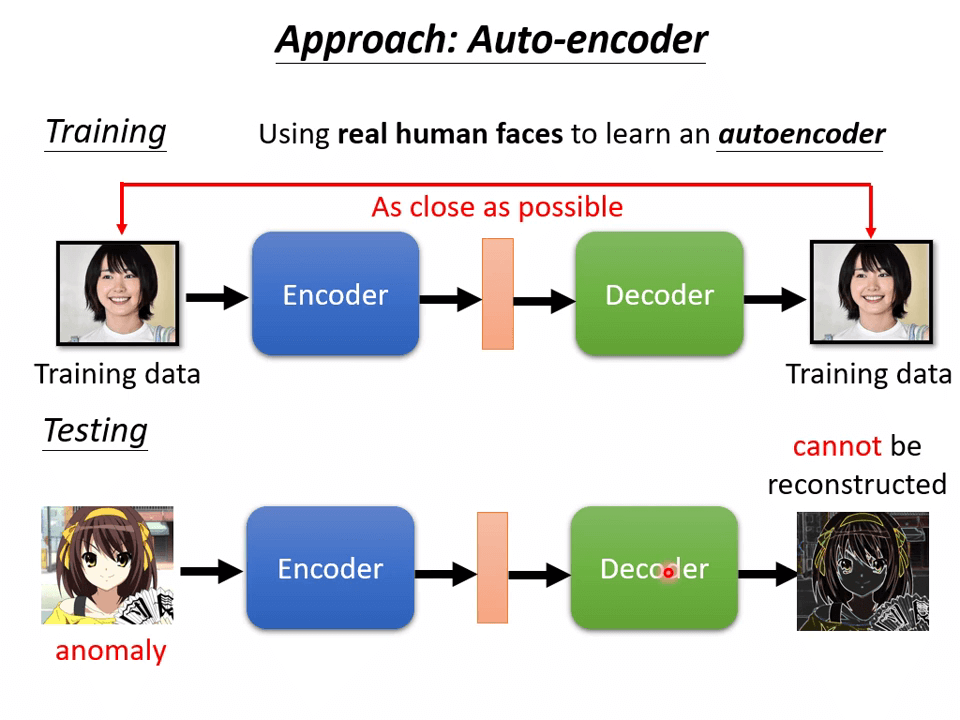 Approach: Auto-encoder
Training
Using real human faces to learn an autoencoder
As close as possible
Encoder
Decoder
Training data
Training data
Testing
cannot be
reconstructed
Encoder
Decoder
anomaly